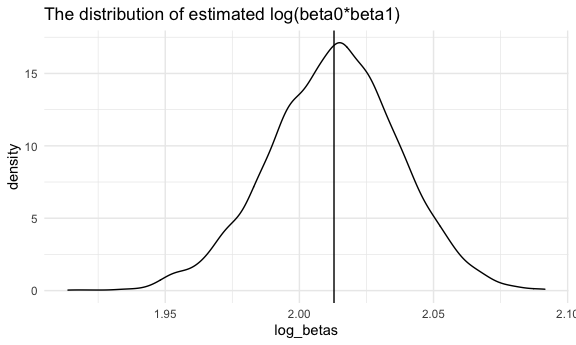 The distribution of estimated log(beta0*beta1)
15
10
5
0
density
1.95
2.00
2.05
2.10
log_betas